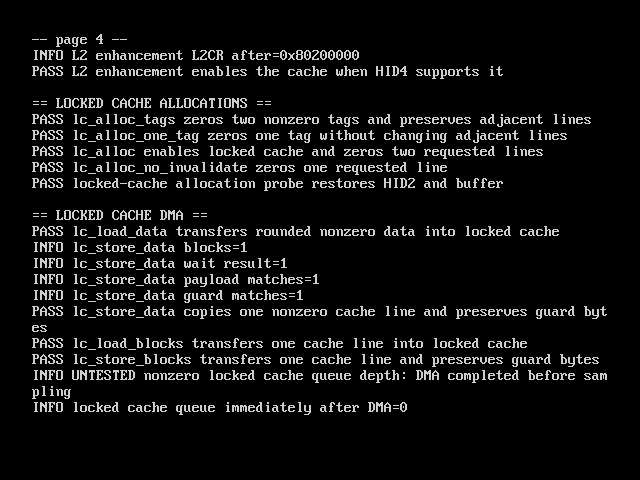 -- page 4 --
INFO L2 enhancement L2CR after=0x80200000
PASS L2 enhancement enables the cache when HID4 supports it
== LOCKED CACHE ALLOCATIONS ==
PASS lc_alloc_tags zeros two nonzero tags and preserves adjacent lines
PASS lc_alloc_one_tag zeros one tag without changing adjacent lines
PASS lc_alloc enables locked cache and zeros two requested lines
PASS lc_alloc_no_invalidate zeros one requested line
PASS locked-cache allocation probe restores HID2 and buffer
== LOCKED CACHE DMA ==
PASS lc_load_data transfers rounded nonzero data into locked cache
INFO lc_store_data blocks=1
INFO lc_store_data wait result=1
INFO lc_store_data payload matches=1
INFO lc_store_data guard matches=1
PASS lc_store_data copies one nonzero cache line and preserves guard byt
es
PASS lc_load_blocks transfers one cache line into locked cache
PASS lc_store_blocks transfers one cache line and preserves guard bytes
INFO UNTESTED nonzero locked cache queue depth: DMA completed before sam
pling
INFO locked cache queue immediately after DMA=0